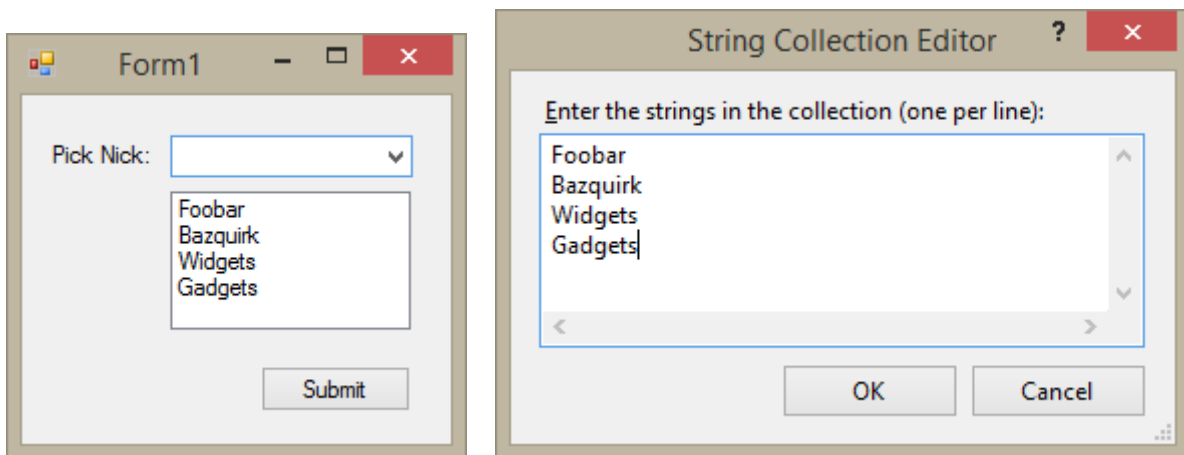 Form1
Pick Nick:
Foobar
Bazquirk
Widgets
Gadgets
Submit
String Collection Editor ?
Enter the strings in the collection (one per line):
Foobar
Bazquirk
Widgets
Gadgets
OK Cancel